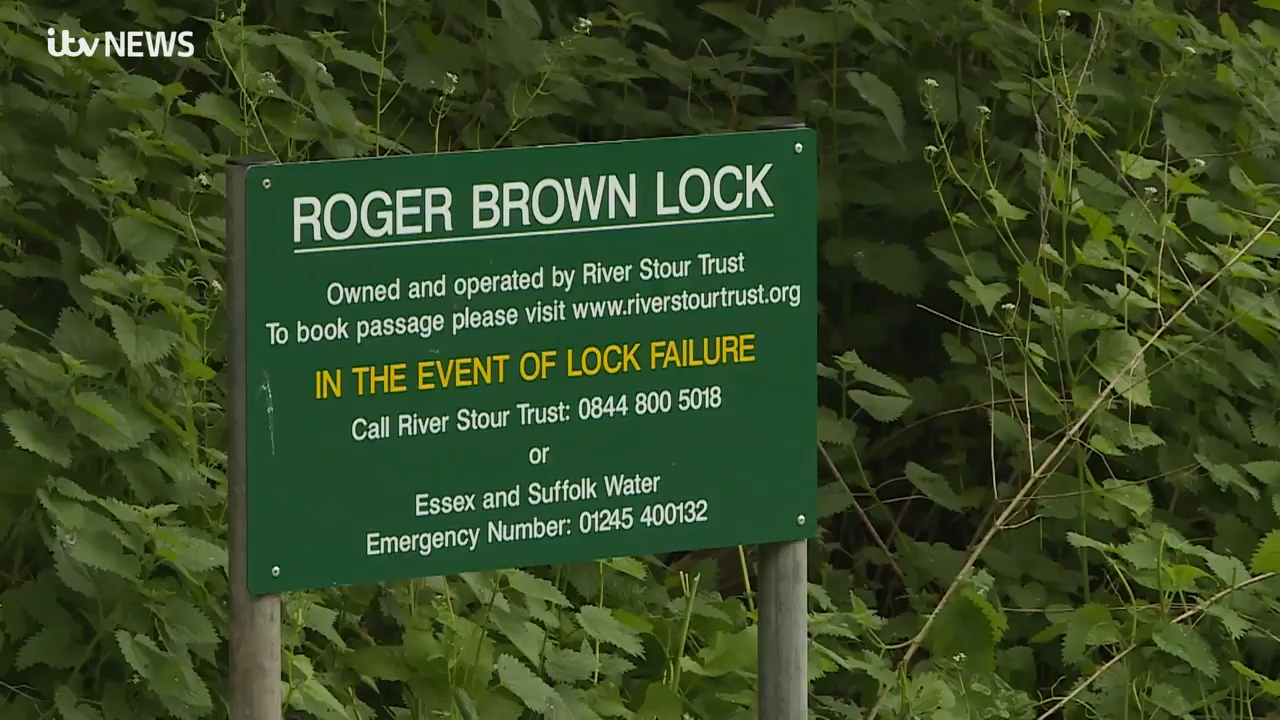 itv NEWS
ROGER BROWN LOCK
Owned and operated by River Stour Trust
To book passage please visit www.riverstourtrust.org
IN THE EVENT OF LOCK FAILURE
Call River Stour Trust: 0844 800 5018
or
Essex and Suffolk Water
Emergency Number: 01245 400132